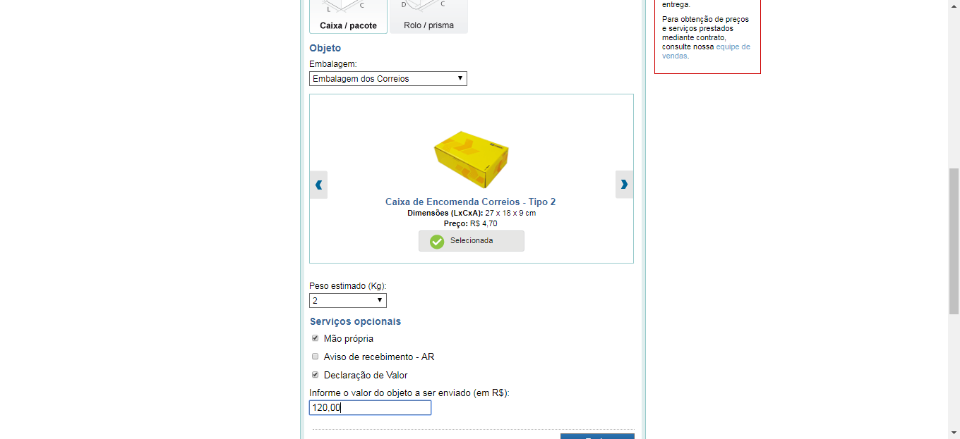 L C
D C
Caixa / pacote
Rolo / prisma
Objeto
Embalagem:
Embalagem dos Correios
Caixa de Encomenda Correios - Tipo 2
Dimensões (LxCxA): 27 x 18 x 9 cm
Preço: R$ 4,70
Selecionada
Peso estimado (Kg):
2
Serviços opcionais
Mão própria
Aviso de recebimento - AR
Declaração de Valor
Informe o valor do objeto a ser enviado (em R$):
120,00
entrega.
Para obtenção de preços
e serviços prestados
mediante contrato,
consulte nossa equipe de
vendas.